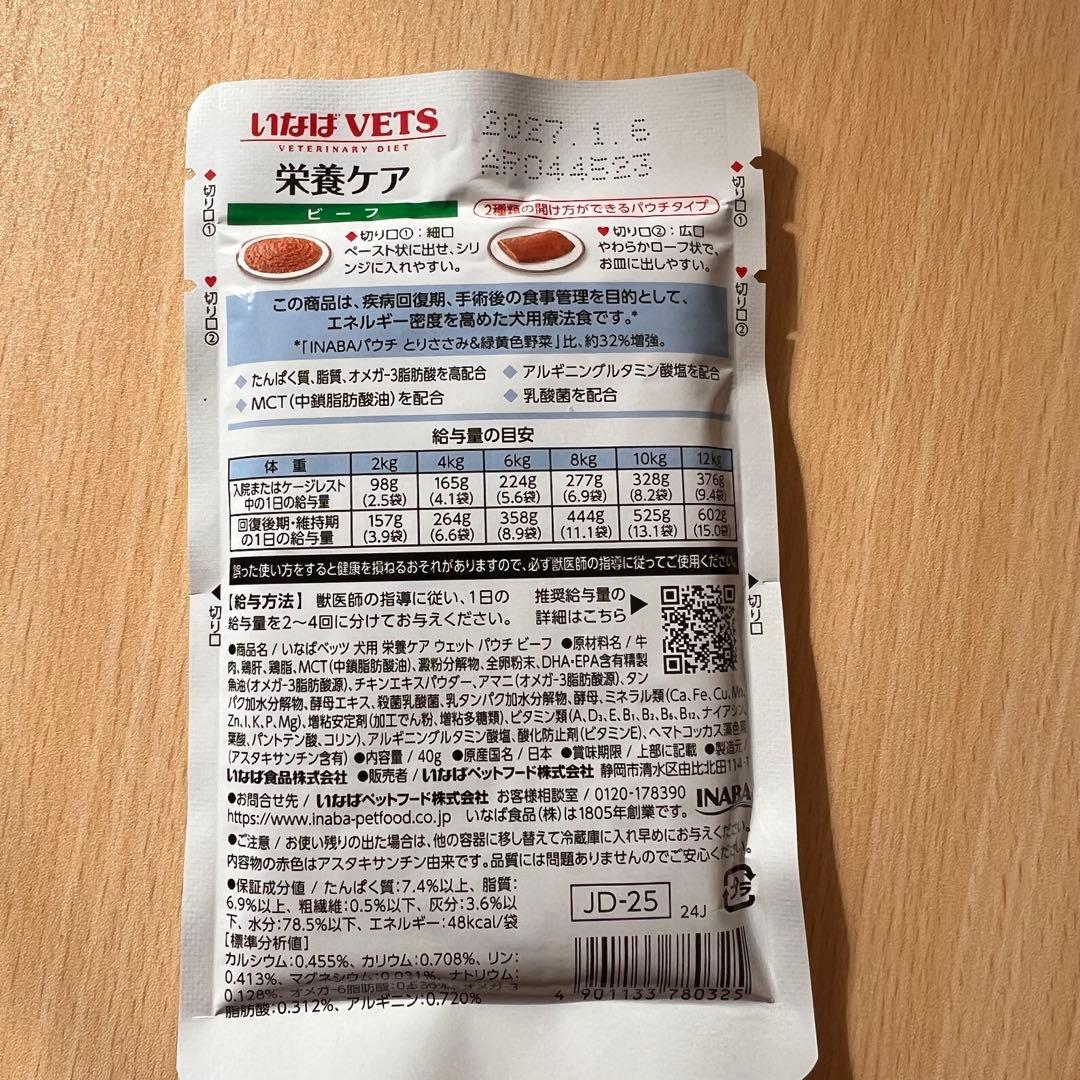 いなば VETS
VETERINARY DIET
栄養ケア
ビーフ
2027.1.6
AF044523
2種類の開け方ができるパウチタイプ
◆切り口①
◆切り口①
♥切り口②
♥切り口②
◆切り口①:細口
ペースト状に出せ、シリ
ンジに入れやすい。
♥切り口②:広口
やわらかローフ状で、
お皿に出しやすい。
この商品は、疾病回復期、手術後の食事管理を目的として、
エネルギー密度を高めた犬用療法食です。*
*「INABAパウチ とりささみ&緑黄色野菜」比、約32%増強。
◆たんぱく質、脂質、オメガ-3脂肪酸を高配合 ◆アルギニングルタミン酸塩を配合
◆MCT(中鎖脂肪酸油)を配合 ◆乳酸菌を配合
給与量の目安
体 重 2kg 4kg 6kg 8kg 10kg 12kg
入院またはケージレスト 98g 165g 224g 277g 328g 376g
中の1日の給与量 (2.5袋) (4.1袋) (5.6袋) (6.9袋) (8.2袋) (9.4袋)
回復後期・維持期 157g 264g 358g 444g 525g 602g
の1日の給与量 (3.9袋) (6.6袋) (8.9袋) (11.1袋) (13.1袋) (15.0袋)
誤った使い方をすると健康を損ねるおそれがありますので、必ず獣医師の指導に従ってご使用ください。
切り口
切り口
【給与方法】 獣医師の指導に従い、1日の
給与量を2〜4回に分けてお与えください。
推奨給与量の
詳細はこちら▶
●商品名 / いなばベッツ 犬用 栄養ケア ウェット パウチ ビーフ ●原材料名 / 牛
肉、鶏肝、鶏脂、MCT(中鎖脂肪酸油)、澱粉分解物、全卵粉末、DHA・EPA含有精製
魚油(オメガ-3脂肪酸源)、チキンエキスパウダー、アマニ(オメガ-3脂肪酸源)、タン
パク加水分解物、酵母エキス、殺菌乳酸菌、乳タンパク加水分解物、酵母、ミネラル類(Ca、Fe、Cu、Mn、
Zn、I、K、P、Mg)、増粘安定剤(加工でん粉、増粘多糖類)、ビタミン類(A、D₃、E、B₁、B₂、B₆、B₁₂、ナイアシン、
葉酸、パントテン酸、コリン)、アルギニングルタミン酸塩、酸化防止剤(ビタミンE)、ヘマトコッカス藻色素
(アスタキサンチン含有) ●内容量 / 40g ●原産国名 / 日本 ●賞味期限 / 上部に記載 ●製造元 /
いなば食品株式会社 ●販売者 / いなばペットフード株式会社 静岡市清水区由比北田114-1
●お問合せ先 / いなばペットフード株式会社 お客様相談室 / 0120-178390
https://www.inaba-petfood.co.jp いなば食品(株)は1805年創業です。
INABA
●ご注意 / お使い残りの出た場合は、他の容器に移し替えて冷蔵庫に入れ早めにお与えください。
内容物の赤色はアスタキサンチン由来です。品質には問題ありませんのでご安心ください。
●保証成分値 / たんぱく質:7.4%以上、脂質:
6.9%以上、粗繊維:0.5%以下、灰分:3.6%以
下、水分:78.5%以下、エネルギー:48kcal/袋
[標準分析値]
カルシウム:0.455%、カリウム:0.708%、リン:
0.413%、マグネシウム:0.031%、ナトリウム:
0.128%、オメガ-6脂肪酸: オメガ-3
脂肪酸:0.312%、アルギニン:0.720%
JD-25
24J
プラ
4 901133 780325